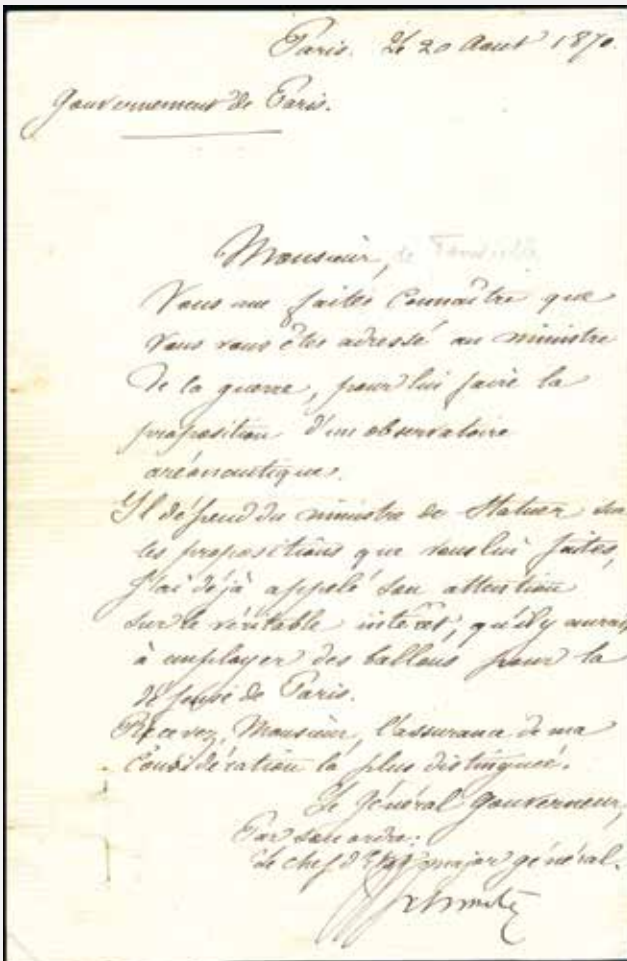 Paris. Le 20 Aout 1870.
Gouvernement de Paris.
Monsieur, de Fonvielle
Vous me faites Connaître que
Vous vous êtes adressé au ministre
De la guerre, pour lui faire la
proposition d'un observatoire
aréonautique.
Il dépend du ministre de Statuer sur
les propositions que vous lui faites,
J'ai déjà appelé son attention
sur le véritable intérêt, qu'il y aurait
à employer des ballons pour la
défense de Paris.
Recevez, Monsieur, l'assurance de ma
Considération la plus distinguée.
Le Général Gouverneur,
Par son ordre:
Le chef d'Etat major général.
Schmitz